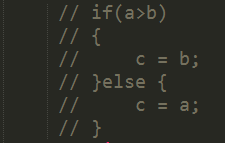 // if(a>b)
// {
//     c = b;
// }else {
//     c = a;
// }